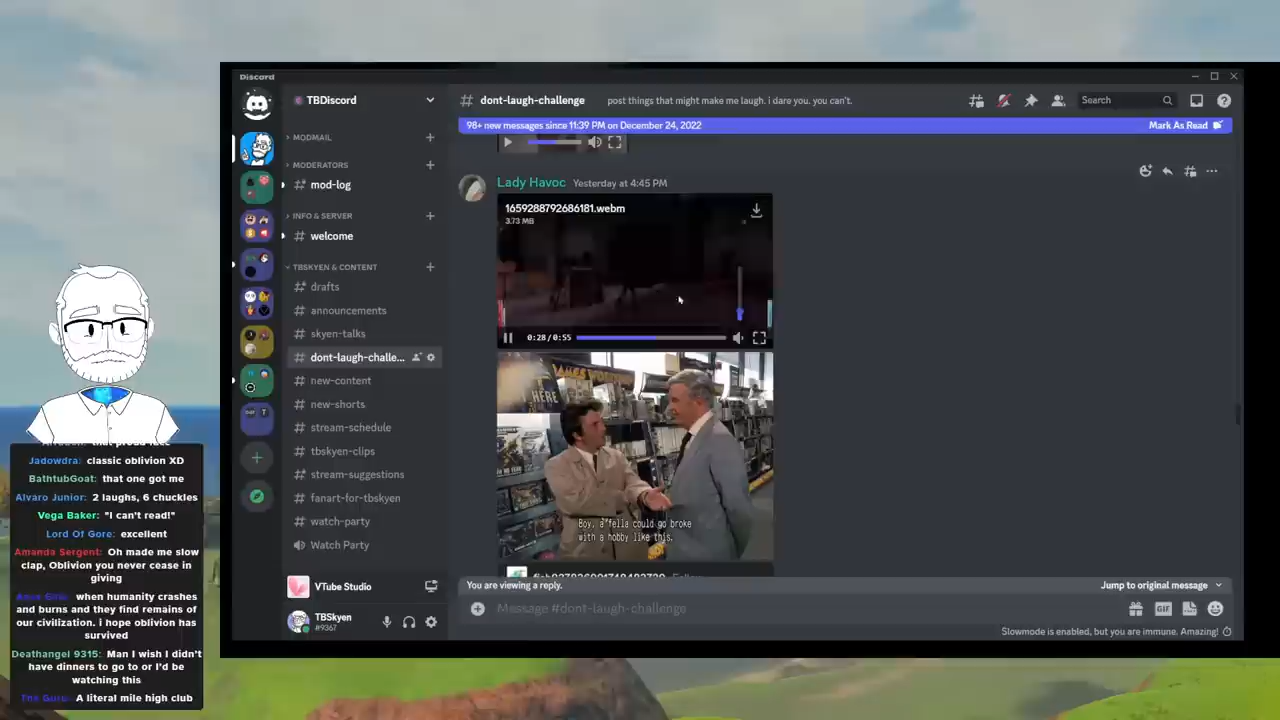 Discord
TBDiscord
dont-laugh-challenge
post things that might make me laugh. i dare you. you can't.
Search
98+ new messages since 11:39 PM on December 24, 2022
Mark As Read
MODMAIL
MODERATORS
mod-log
INFO & SERVER
welcome
TBSKYEN & CONTENT
drafts
announcements
skyen-talks
dont-laugh-challe...
new-content
new-shorts
stream-schedule
tbskyen-clips
stream-suggestions
fanart-for-tbskyen
watch-party
Watch Party
VTube Studio
TBSkyen
#9367
Lady Havoc Yesterday at 4:45 PM
1659288792686181.webm
3.73 MB
0:28/0:55
HERE
Boy, a fella could go broke
with a hobby like this.
You are viewing a reply.
Jump to original message
Message #dont-laugh-challenge
GIF
Slowmode is enabled, but you are immune. Amazing!
Jadowdra: classic oblivion XD
BathtubGoat: that one got me
Alvaro Junior: 2 laughs, 6 chuckles
Vega Baker: "I can't read!"
Lord Of Gore: excellent
Amanda Sergent: Oh made me slow
clap, Oblivion you never cease in
giving
when humanity crashes
and burns and they find remains of
our civilization. i hope oblivion has
survived
Deathangel 9315: Man I wish I didn't
have dinners to go to or I'd be
watching this
The Guru: A literal mile high club